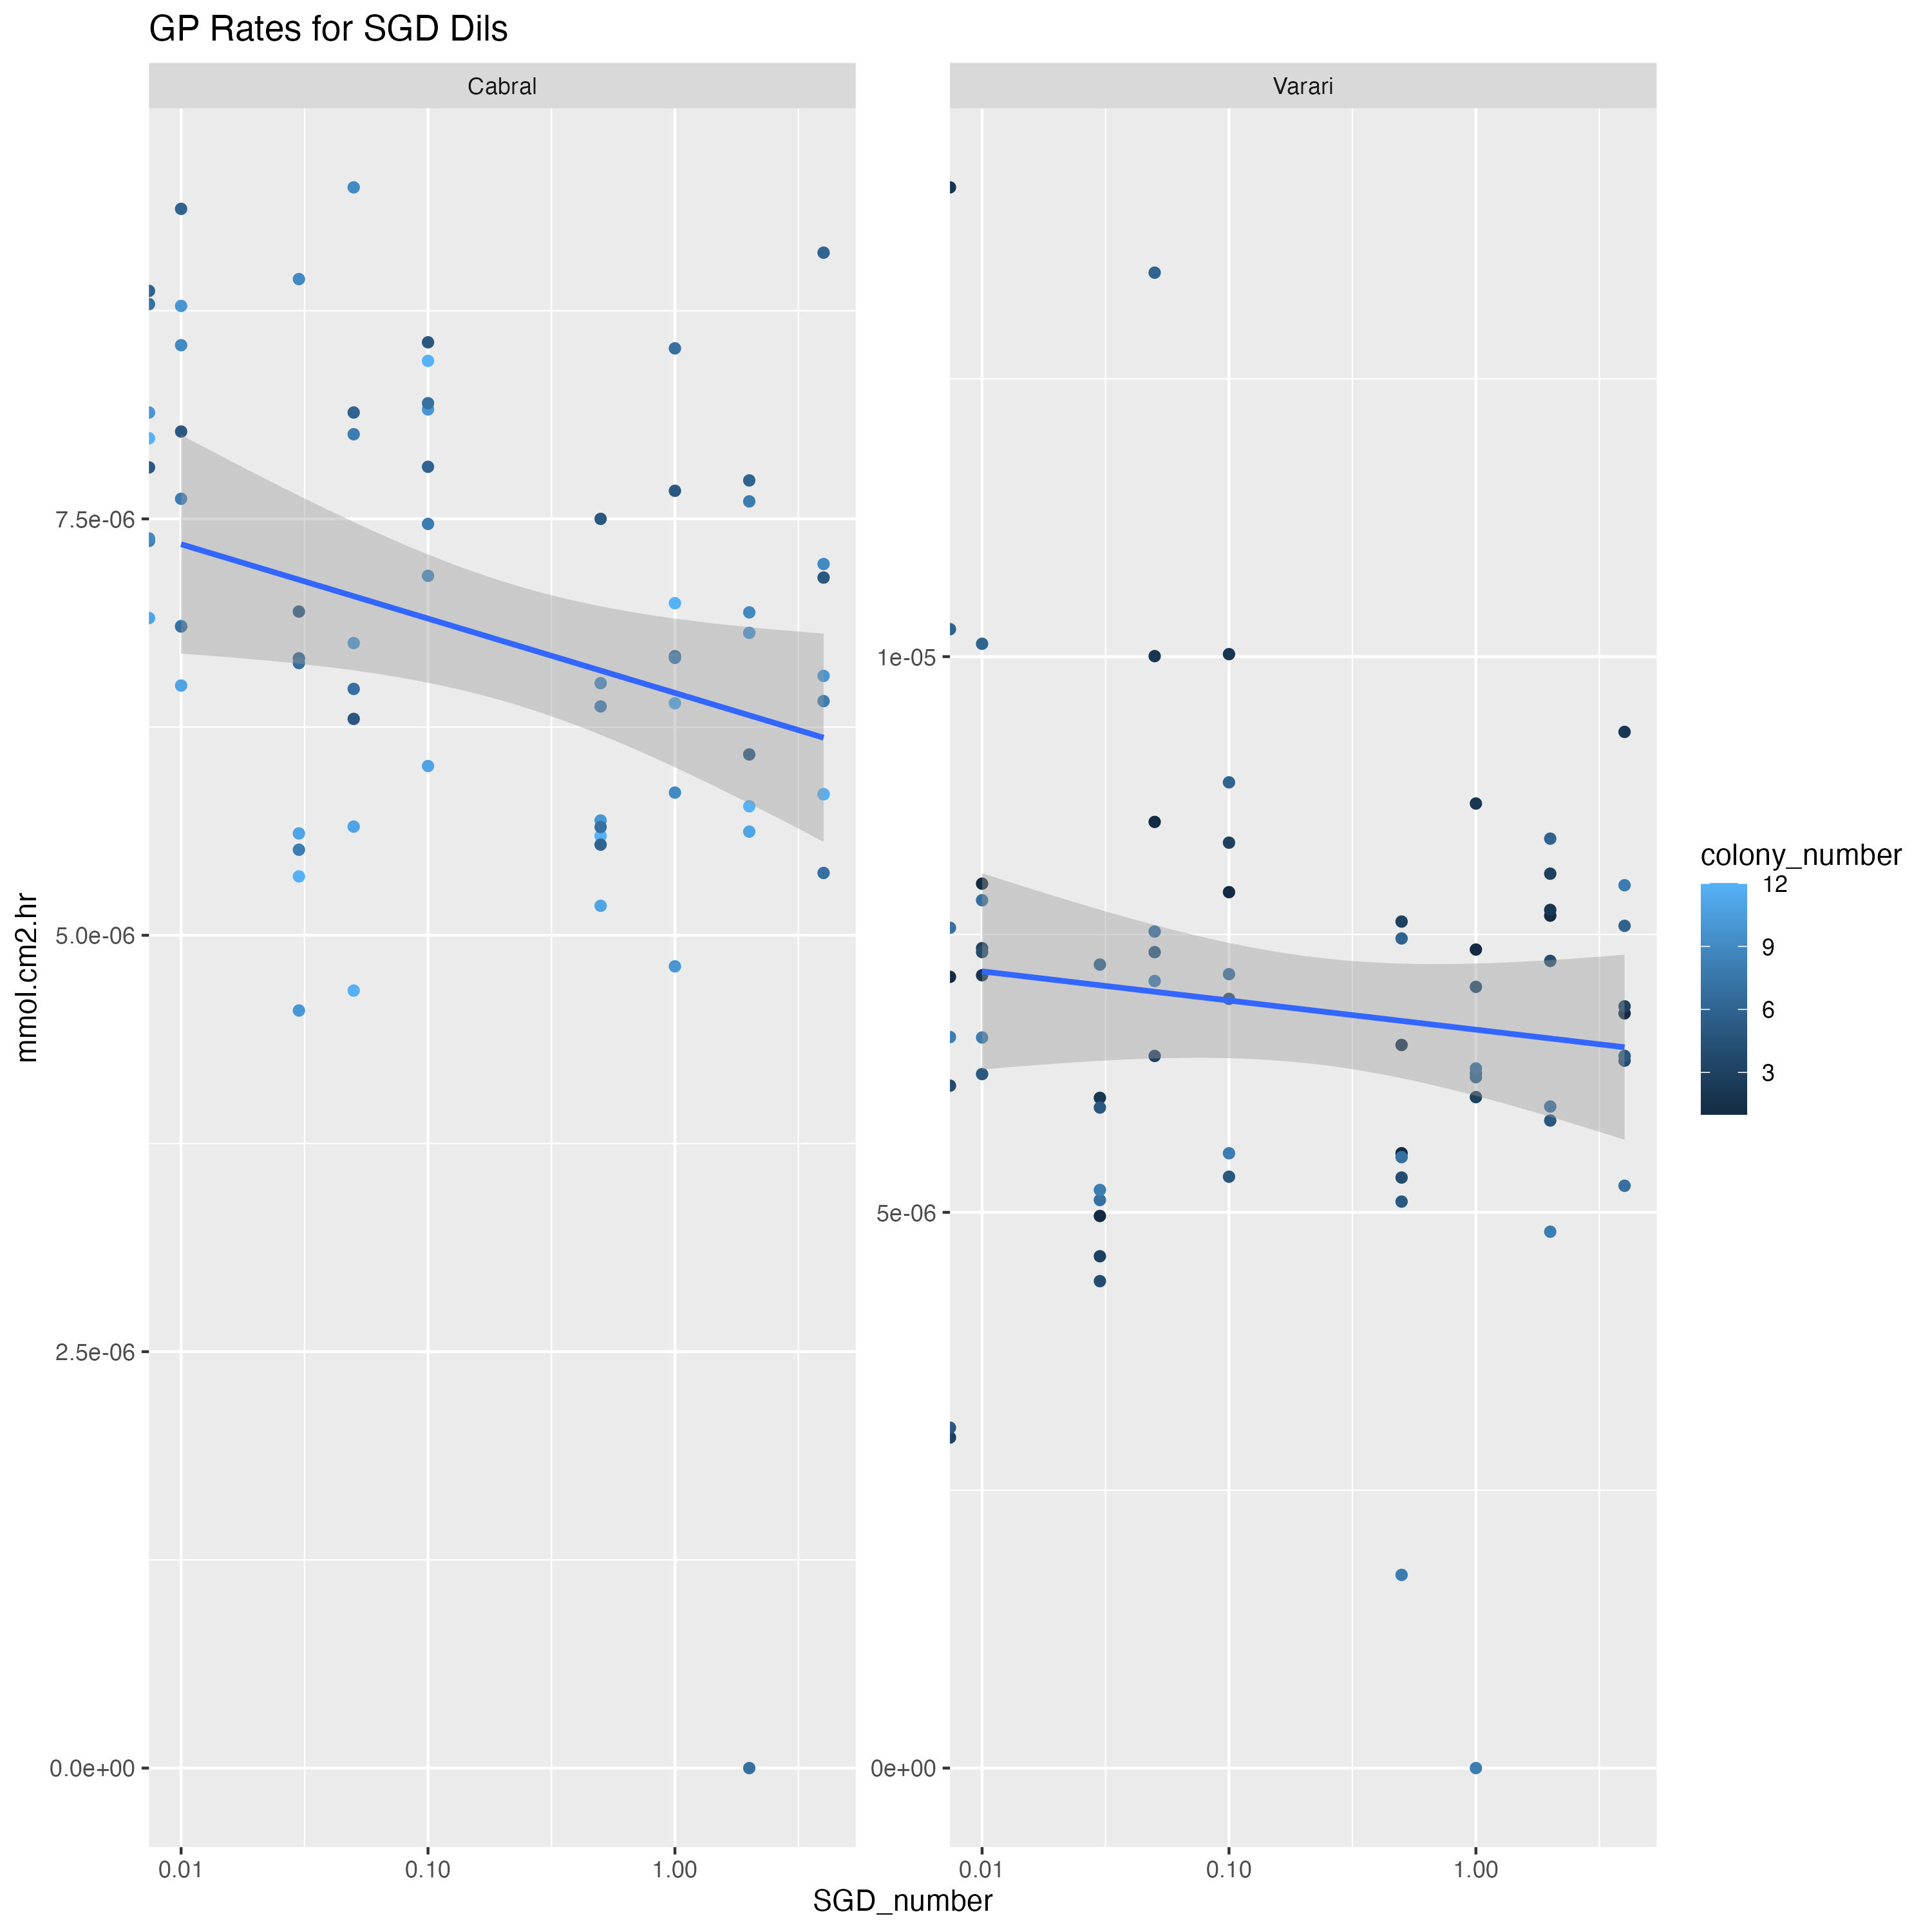 GP Rates for SGD Dils
Cabral
Varari
mmol.cm2.hr
7.5e-06
5.0e-06
2.5e-06
0.0e+00
1e-05
5e-06
0e+00
0.01 0.10 1.00
0.01 0.10 1.00
SGD_number
colony_number
12
9
6
3